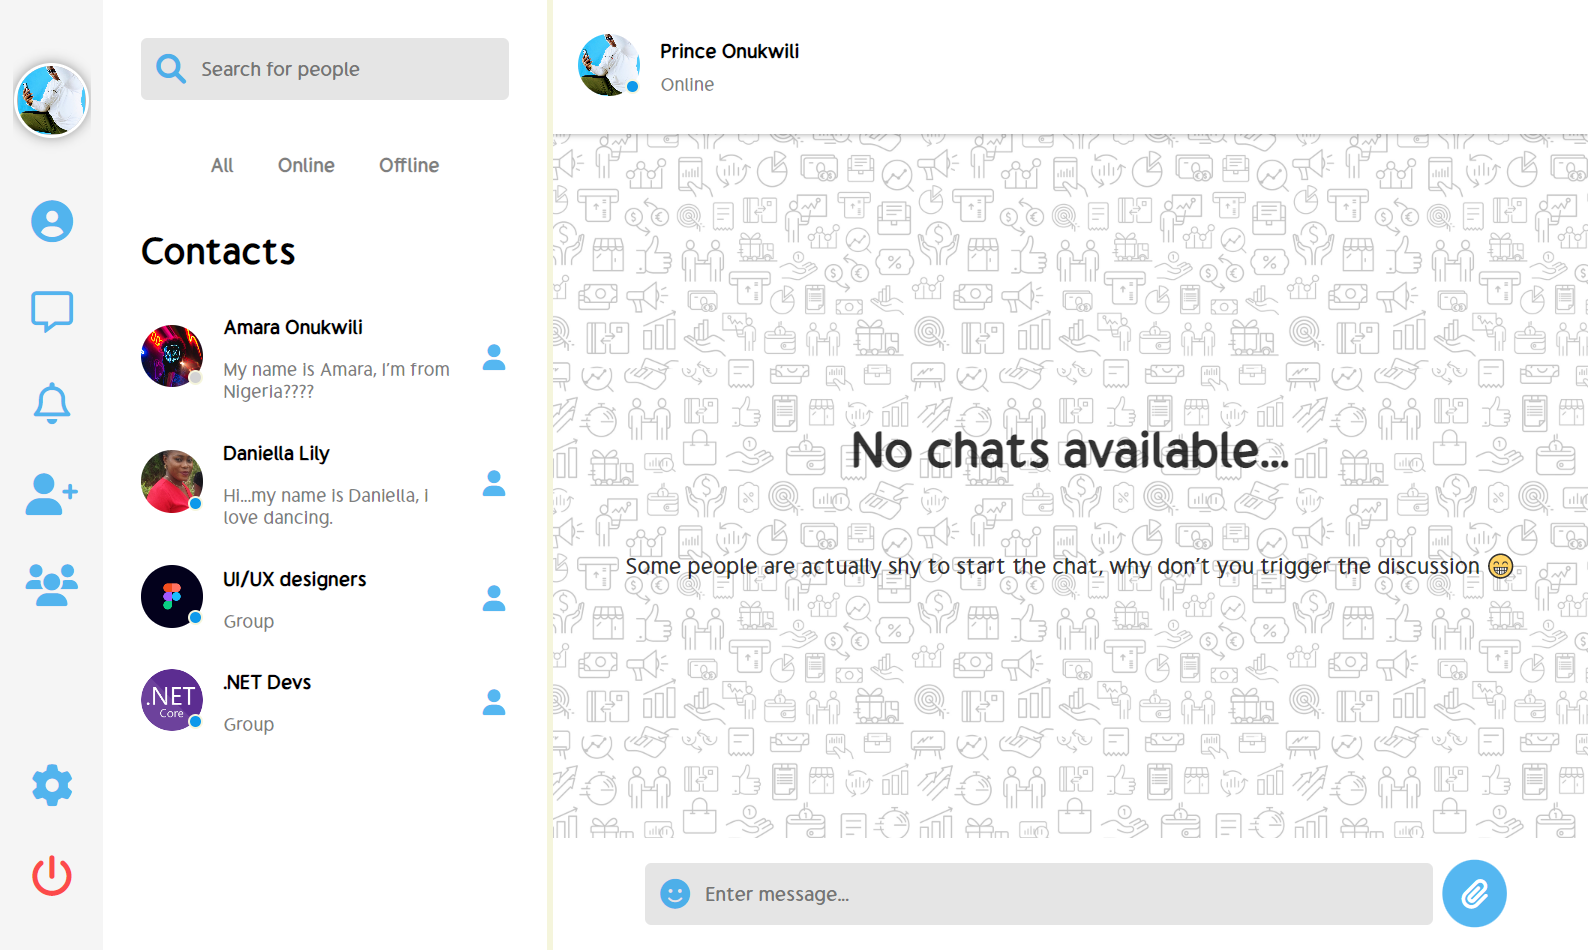 Search for people
All Online Offline
Contacts
Amara Onukwili
My name is Amara, I'm from
Nigeria????
Daniella Lily
Hi...my name is Daniella, I
love dancing.
UI/UX designers
Group
.NET
Core
.NET Devs
Group
Prince Onukwili
Online
No chats available...
Some people are actually shy to start the chat, why don't you trigger the discussion 😁
Enter message...